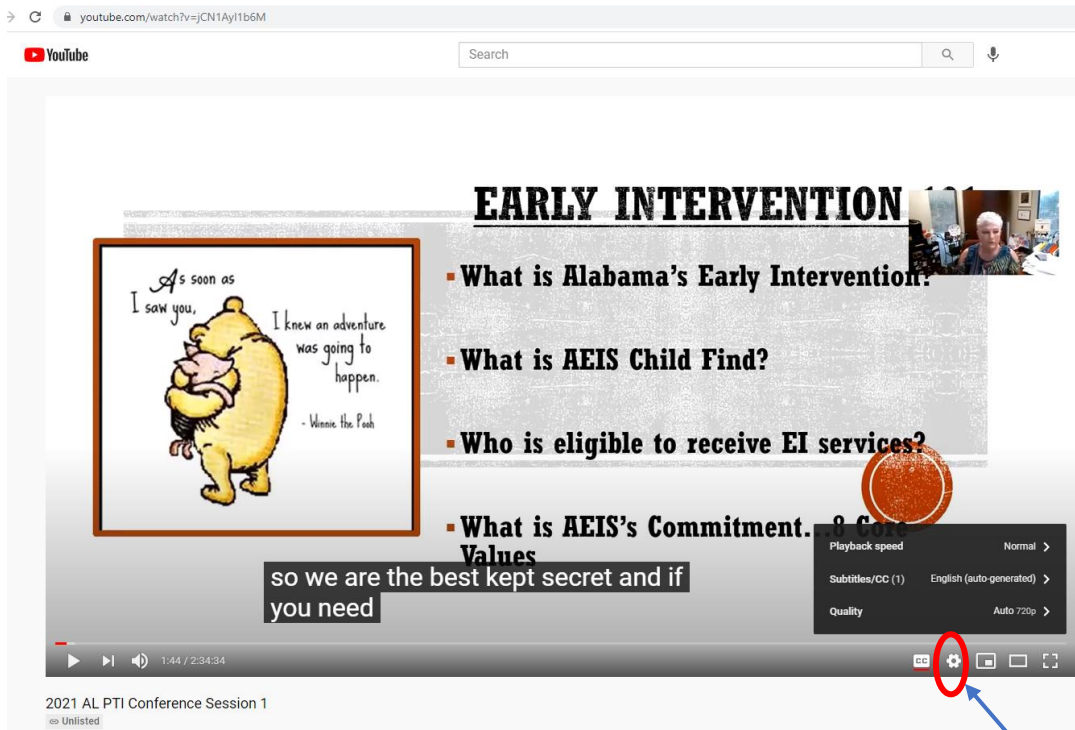 youtube.com/watch?v=jCN1Ayl1b6M
YouTube
Search
EARLY INTERVENTION
As soon as
I saw you,
I knew an adventure
was going to
happen.
- Winnie the Pooh
▪ What is Alabama's Early Intervention?
▪ What is AEIS Child Find?
▪ Who is eligible to receive EI services?
▪ What is AEIS's Commitment...8 Core
Values
so we are the best kept secret and if
you need
Playback speed Normal
Subtitles/CC (1) English (auto-generated)
Quality Auto 720p
1:44 / 2:34:34
CC
2021 AL PTI Conference Session 1
Unlisted